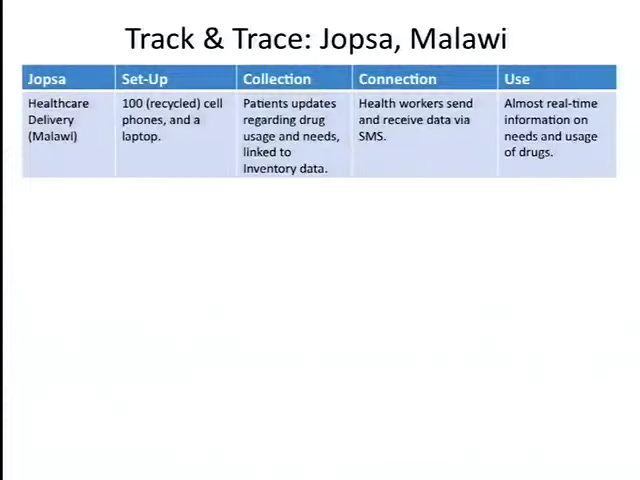 Track & Trace: Jopsa, Malawi
Jopsa Set-Up Collection Connection Use
Healthcare
Delivery
(Malawi)
100 (recycled) cell
phones, and a
laptop.
Patients updates
regarding drug
usage and needs,
linked to
Inventory data.
Health workers send
and receive data via
SMS.
Almost real-time
information on
needs and usage
of drugs.